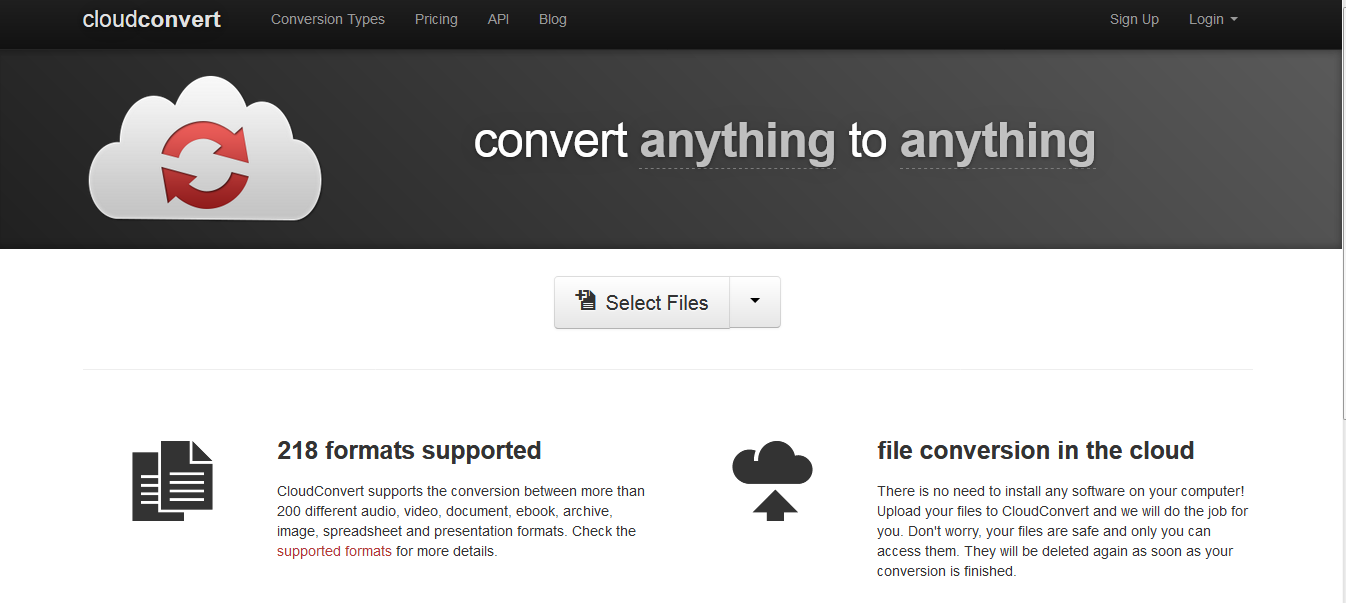 cloudconvert
Conversion Types
Pricing
API
Blog
Sign Up
Login
convert anything to anything
Select Files
218 formats supported
CloudConvert supports the conversion between more than
200 different audio, video, document, ebook, archive,
image, spreadsheet and presentation formats. Check the
supported formats for more details.
file conversion in the cloud
There is no need to install any software on your computer!
Upload your files to CloudConvert and we will do the job for
you. Don't worry, your files are safe and only you can
access them. They will be deleted again as soon as your
conversion is finished.